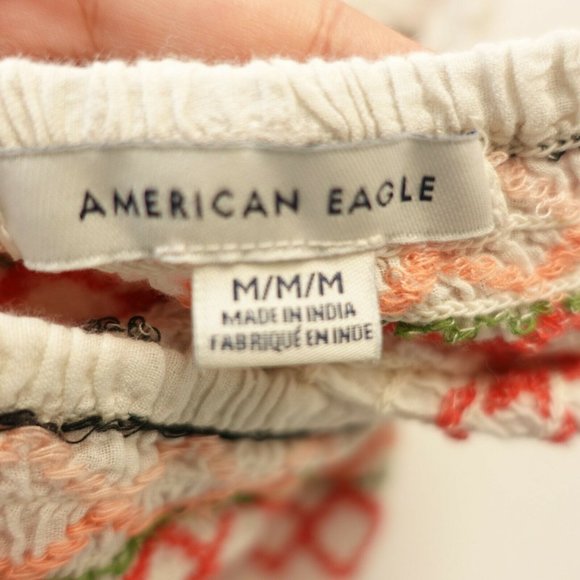 AMERICAN EAGLE
M/M/M
MADE IN INDIA
FABRIQUÉ EN INDE